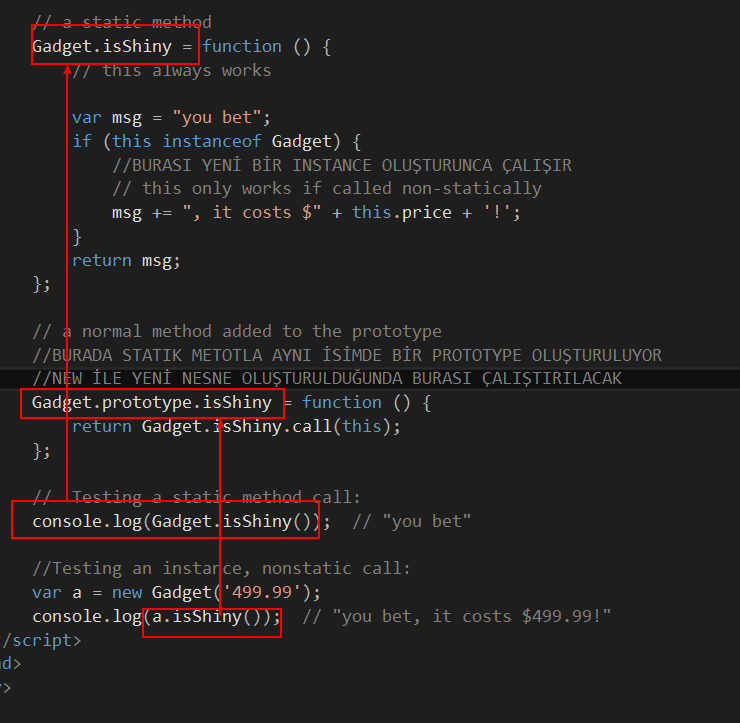 // a static method
Gadget.isShiny = function () {
// this always works
var msg = "you bet";
if (this instanceof Gadget) {
//BURASI YENİ BİR INSTANCE OLUŞTURUNCA ÇALIŞIR
// this only works if called non-statically
msg += ", it costs $" + this.price + '!';
}
return msg;
};
// a normal method added to the prototype
//BURADA STATIK METOTLA AYNI İSİMDE BİR PROTOTYPE OLUŞTURULUYOR
//NEW İLE YENİ NESNE OLUŞTURULDUĞUNDA BURASI ÇALIŞTIRILACAK
Gadget.prototype.isShiny = function () {
return Gadget.isShiny.call(this);
};
// Testing a static method call:
console.log(Gadget.isShiny()); // "you bet"
//Testing an instance, nonstatic call:
var a = new Gadget('499.99');
console.log(a.isShiny()); // "you bet, it costs $499.99!"
/script>
d>
>